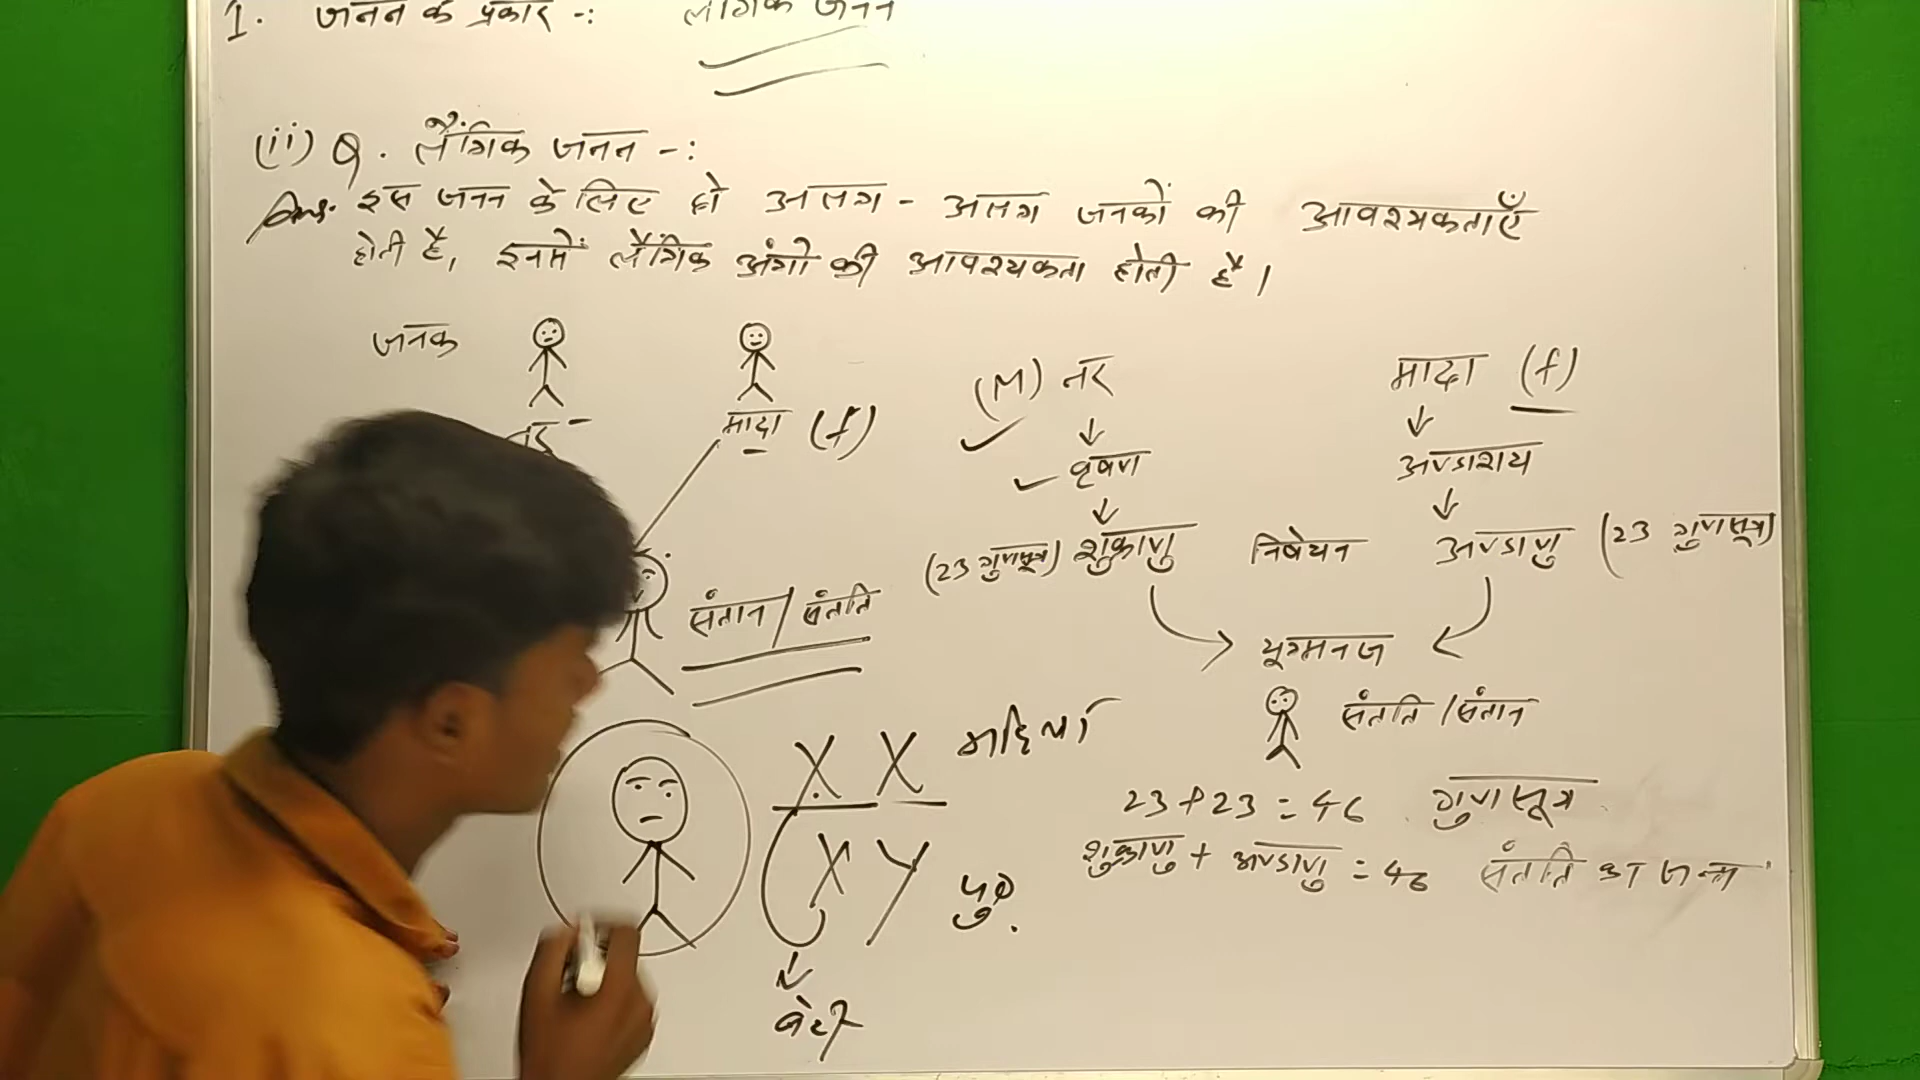 1. जनन के प्रकार -: लैंगिक जनन
(ii) Q. लैंगिक जनन -:
Ans. इस जनन के लिए दो अलग - अलग जनकों की आवश्यकताएँ
होती है, इनमें लैंगिक अंगो की आवश्यकता होती है।
जनक
मादा (f)
संतान / संतति
(M) नर
वृषण
(23 गुणसूत्र) शुक्राणु
निषेचन
मादा (f)
अण्डाशय
अण्डाणु (23 गुणसूत्र)
युग्मनज
संतति / संतान
23 + 23 = 46 गुणसूत्र
शुक्राणु + अण्डाणु = 46 संतति का जन्म
X X महिला
X Y पु०
बेटी